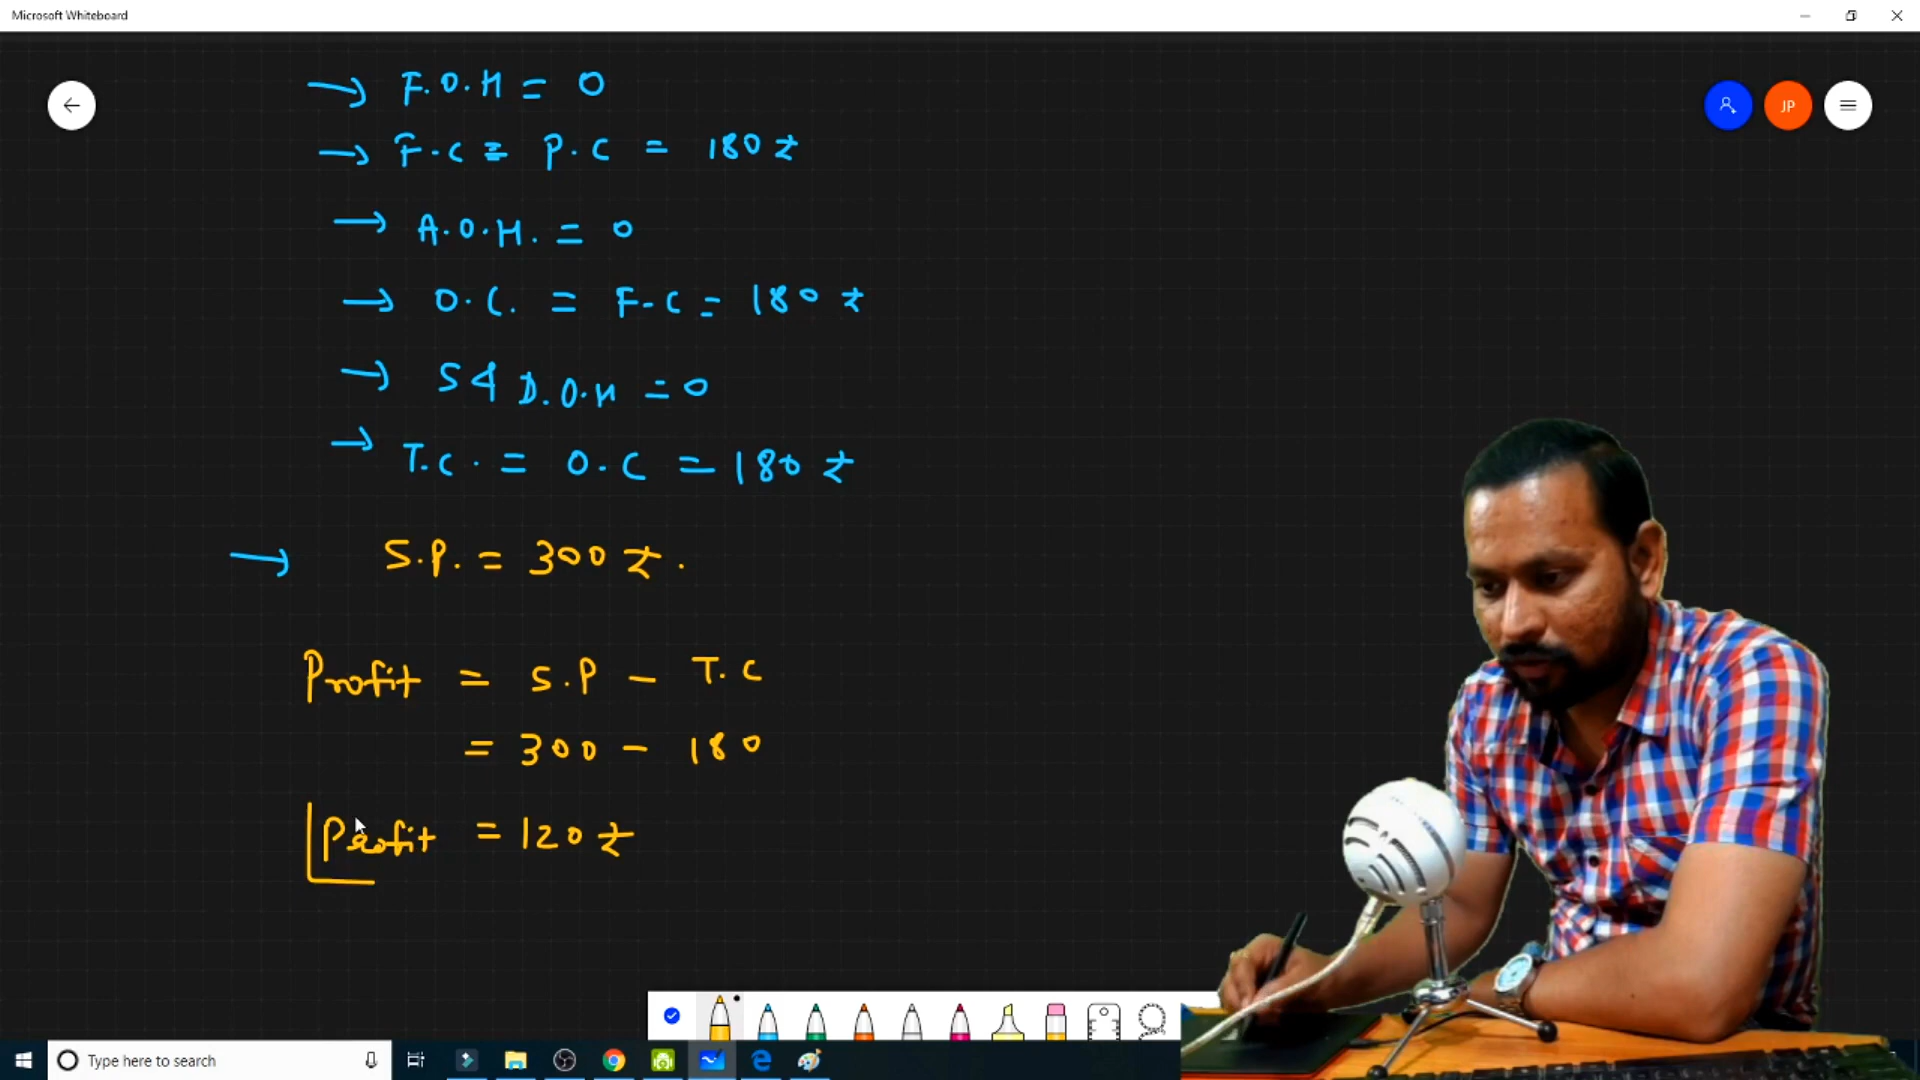 Microsoft Whiteboard
JP
→ F.O.H = 0
→ F.C = P.C = 180 ₹
→ A.O.H. = 0
→ O.C. = F.C = 180 ₹
→ S & D.O.H = 0
→ T.C. = O.C = 180 ₹
→ S.P. = 300 ₹.
Profit = S.P - T.C
= 300 - 180
Profit = 120 ₹
Type here to search